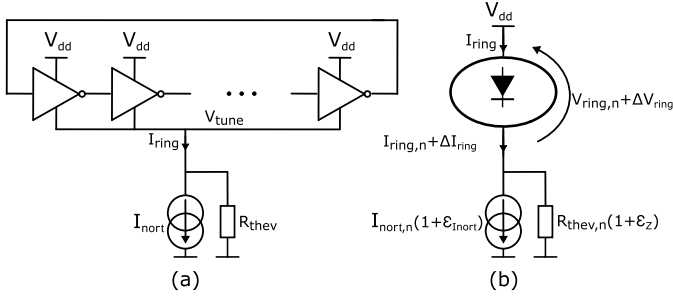 V_dd V_dd V_dd
V_tune
I_ring
I_nort R_thev
(a)
V_dd
I_ring
V_ring,n+ΔV_ring
I_ring,n+ΔI_ring
I_nort,n(1+ε_Inort) R_thev,n(1+ε_Z)
(b)